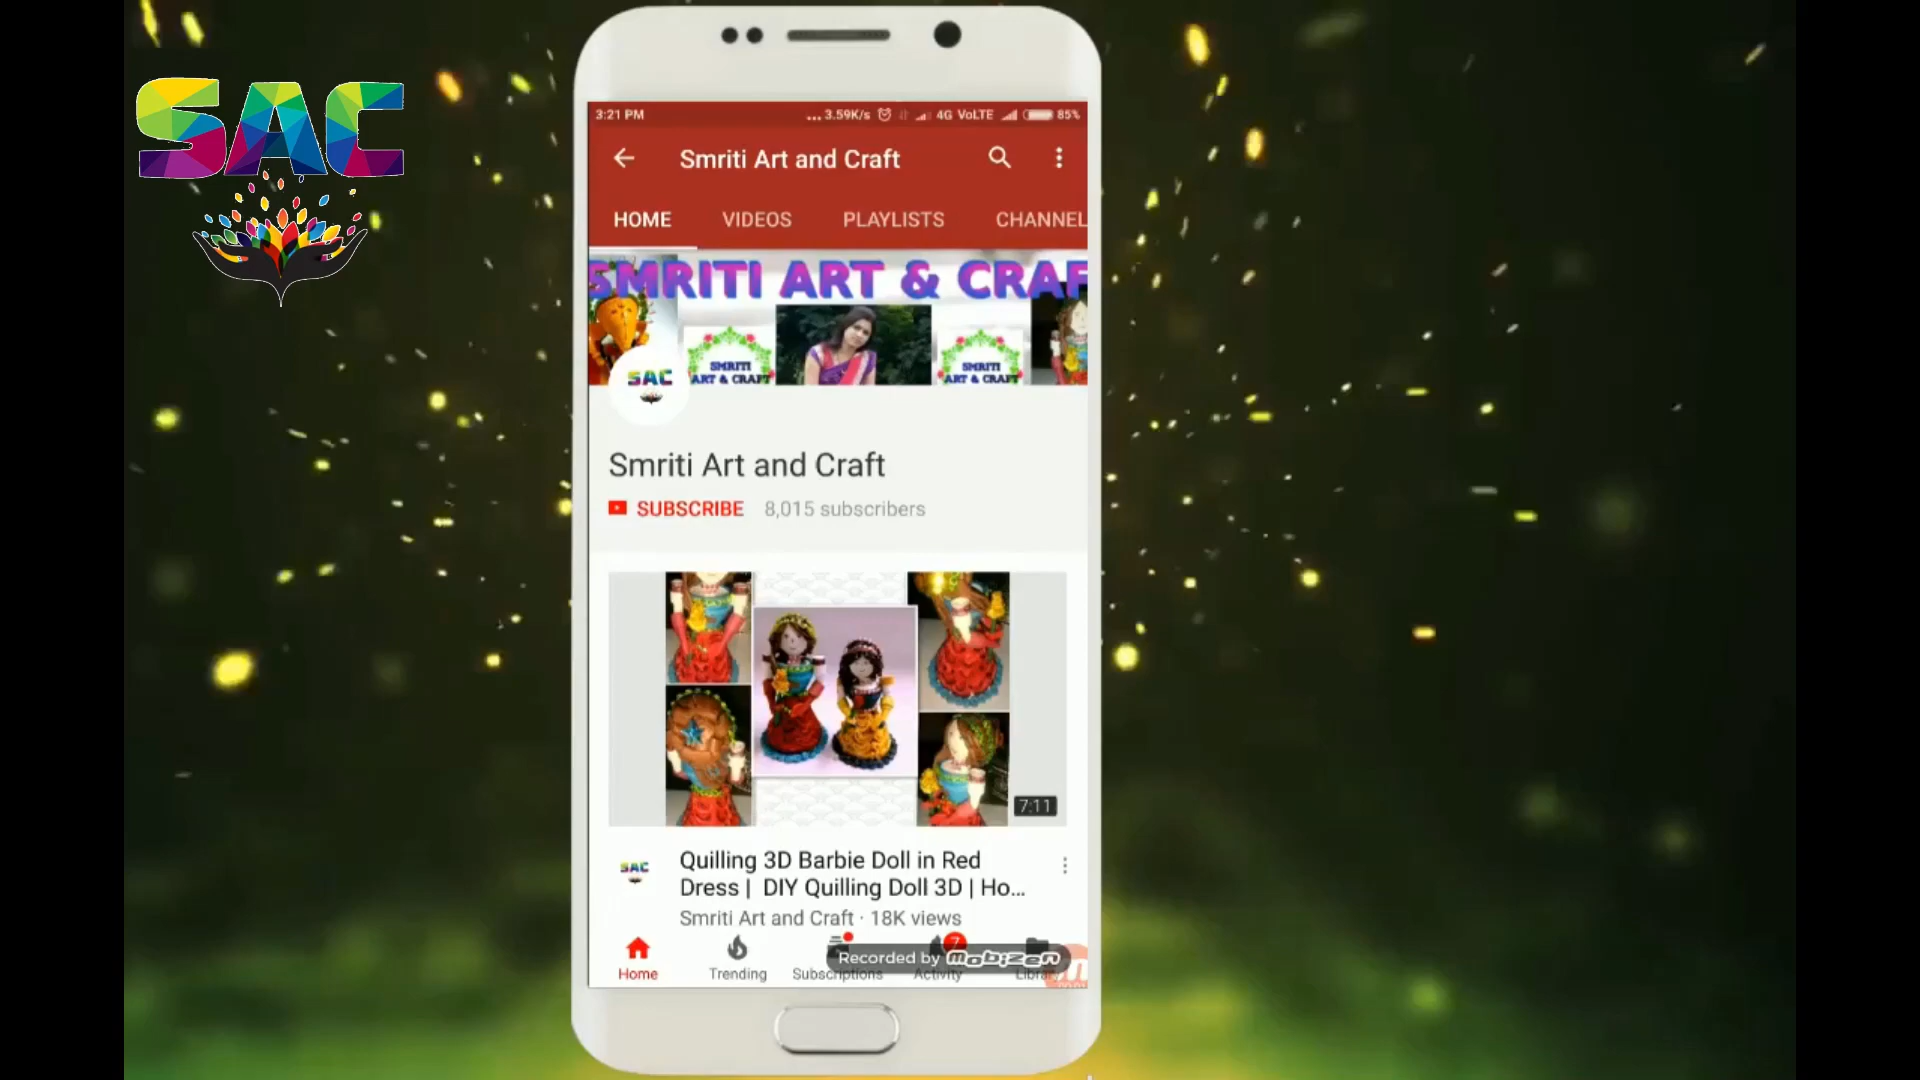 SAC
3:21 PM ... 3.59K/s 4G VoLTE 85%
Smriti Art and Craft
HOME VIDEOS PLAYLISTS CHANNEL
SMRITI ART & CRAF
SMRITI
ART & CRAFT
SMRITI
ART & CRAFT
SAC
Smriti Art and Craft
SUBSCRIBE 8,015 subscribers
7:11
SAC
Quilling 3D Barbie Doll in Red
Dress | DIY Quilling Doll 3D | Ho...
Smriti Art and Craft · 18K views
7
Recorded by mobizen
Home Trending Subscriptions Activity Library